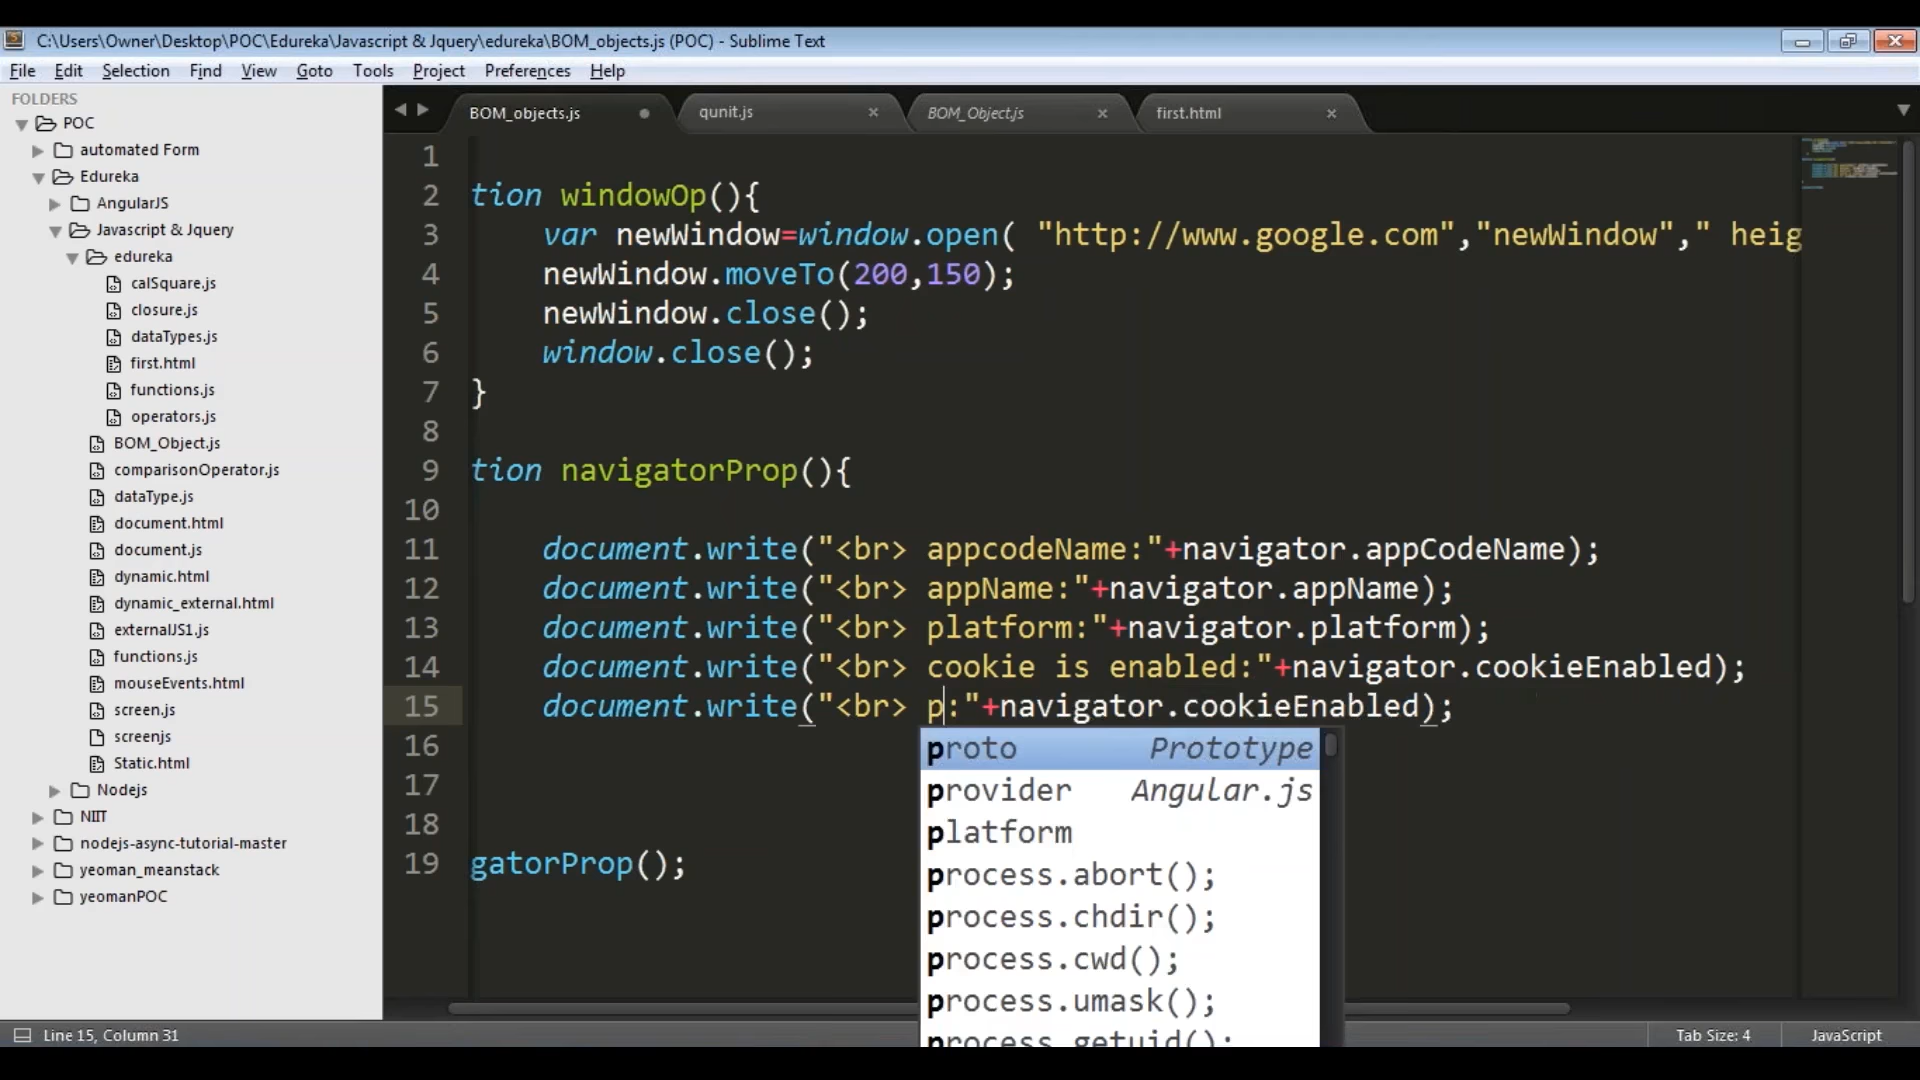 C:\Users\Owner\Desktop\POC\Edureka\Javascript & Jquery\edureka\BOM_objects.js (POC) - Sublime Text
File Edit Selection Find View Goto Tools Project Preferences Help
FOLDERS
POC
automated Form
Edureka
AngularJS
Javascript & Jquery
edureka
calSquare.js
closure.js
dataTypes.js
first.html
functions.js
operators.js
BOM_Object.js
comparisonOperator.js
dataType.js
document.html
document.js
dynamic.html
dynamic_external.html
externalJS1.js
functions.js
mouseEvents.html
screen.js
screenjs
Static.html
Nodejs
NIIT
nodejs-async-tutorial-master
yeoman_meanstack
yeomanPOC
BOM_objects.js qunit.js BOM_Object.js first.html
1
2 tion windowOp(){
3 var newWindow=window.open( "http://www.google.com","newWindow"," heig
4 newWindow.moveTo(200,150);
5 newWindow.close();
6 window.close();
7 }
8
9 tion navigatorProp(){
10
11 document.write("<br> appcodeName:"+navigator.appCodeName);
12 document.write("<br> appName:"+navigator.appName);
13 document.write("<br> platform:"+navigator.platform);
14 document.write("<br> cookie is enabled:"+navigator.cookieEnabled);
15 document.write("<br> p:"+navigator.cookieEnabled);
16
17
18
19 gatorProp();
proto Prototype
provider Angular.js
platform
process.abort();
process.chdir();
process.cwd();
process.umask();
process.getuid();
Line 15, Column 31
Tab Size: 4
JavaScript